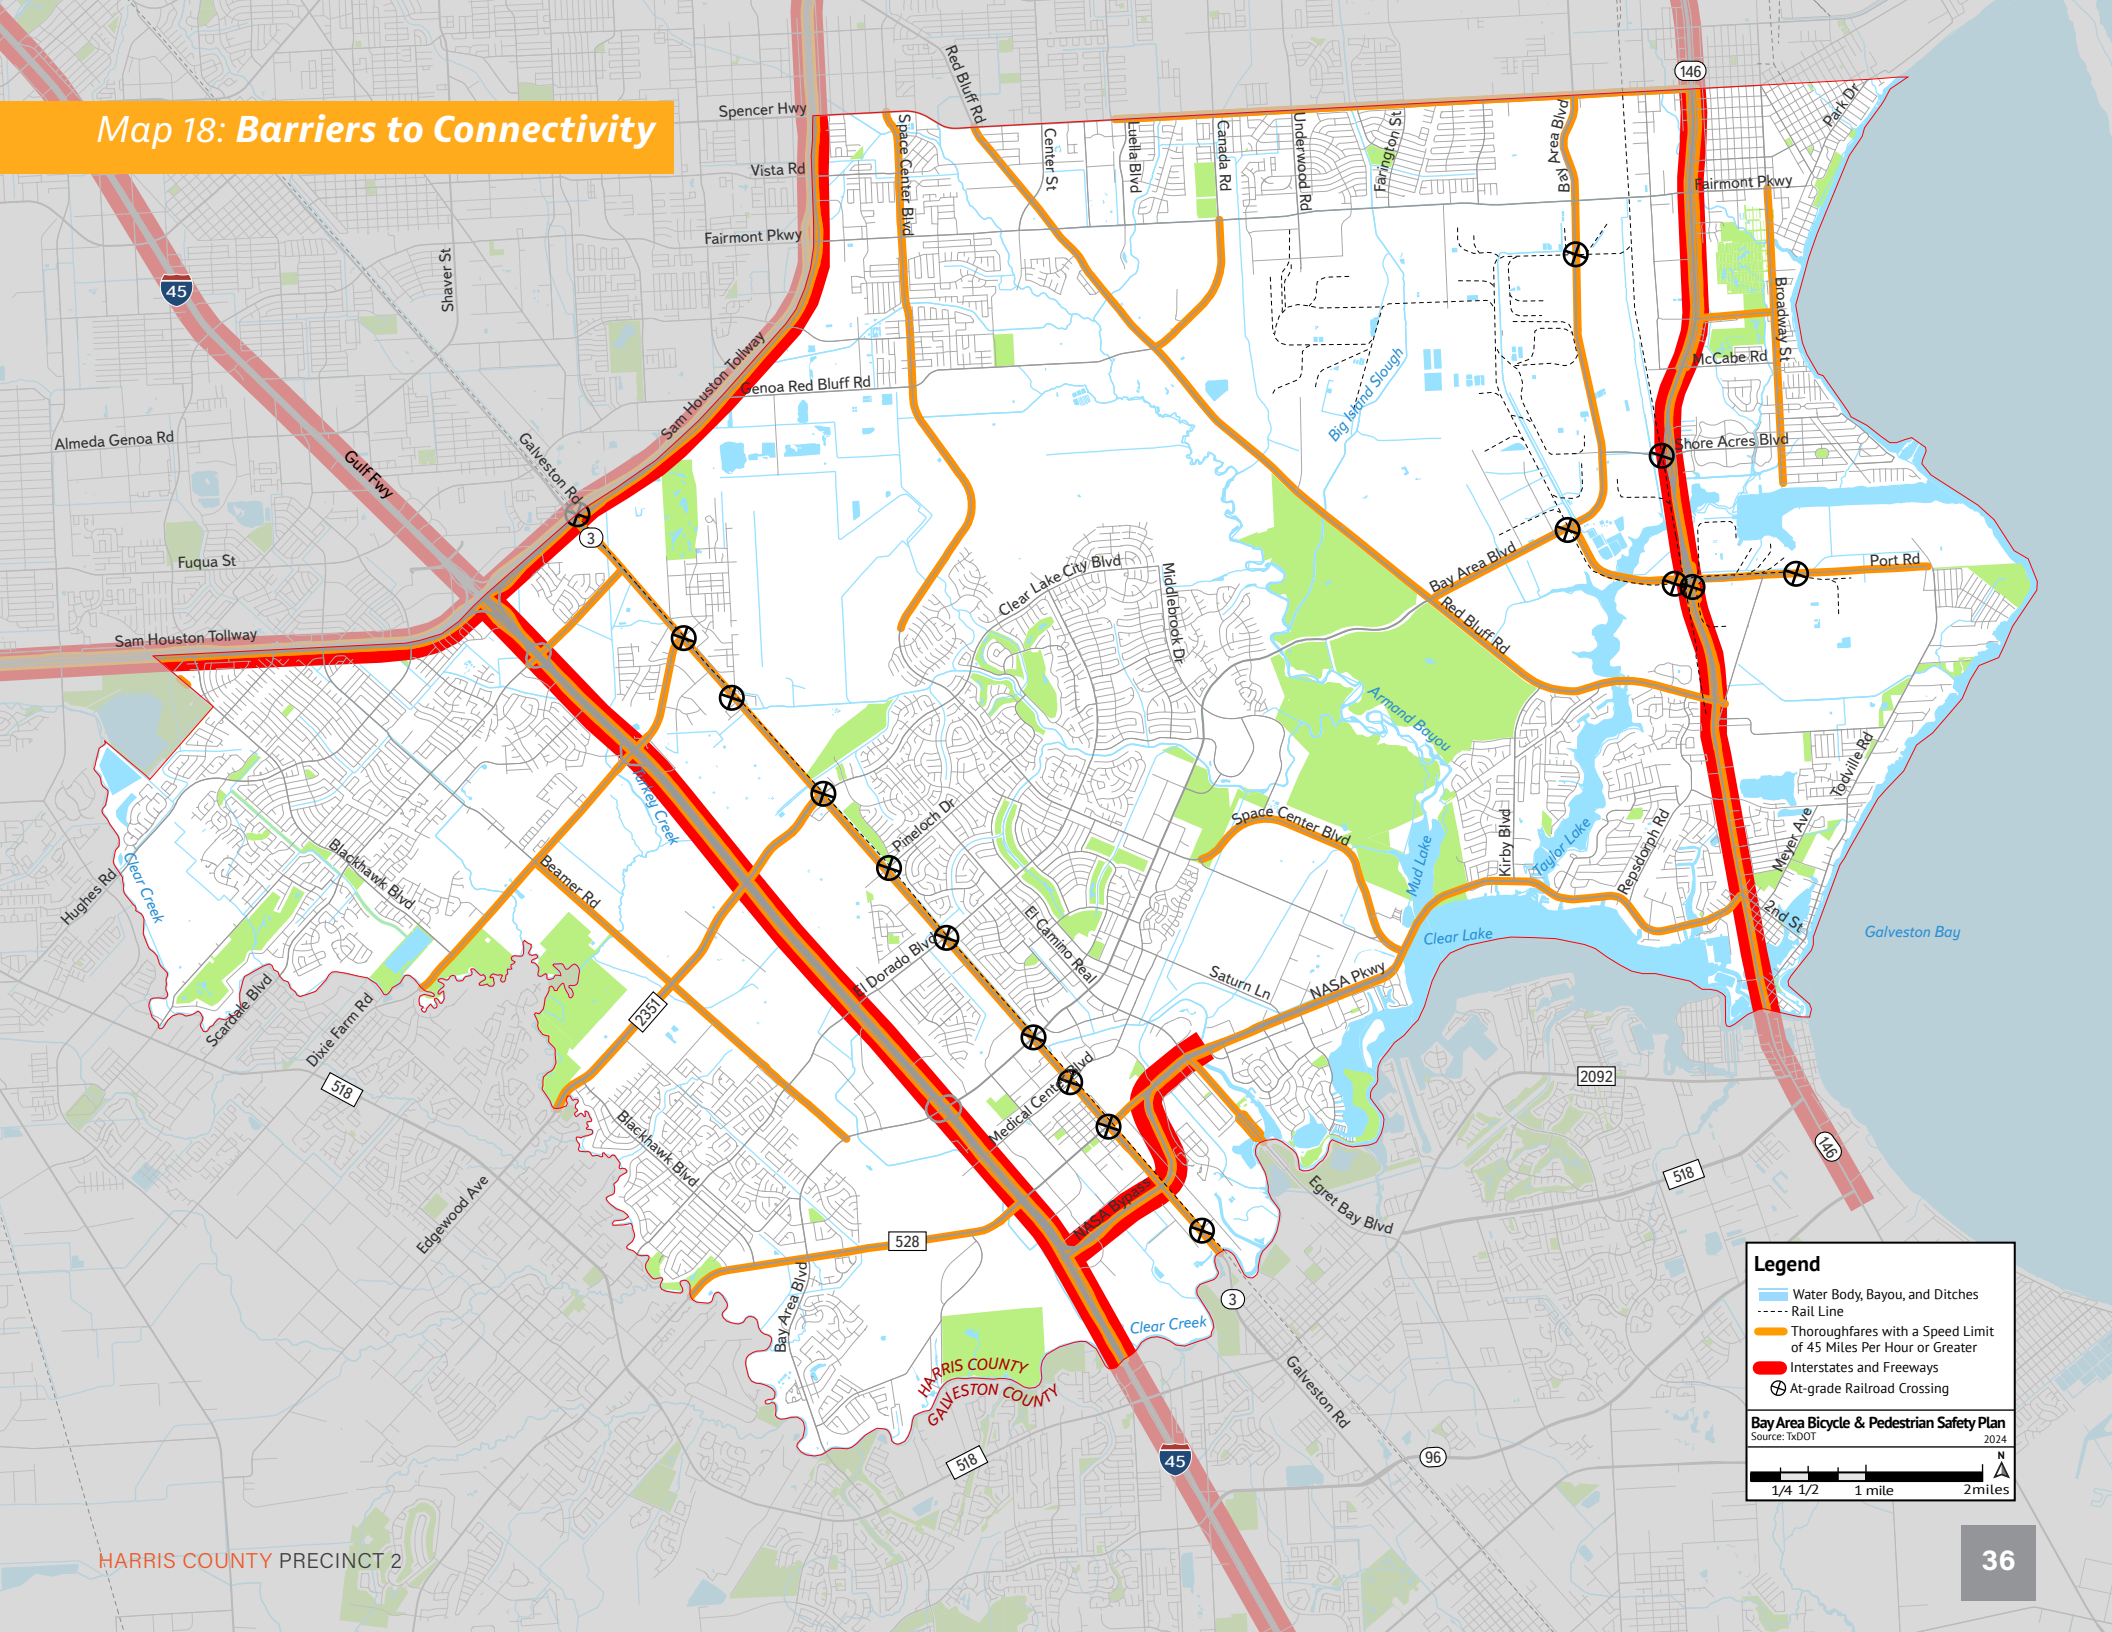 Map 18: Barriers to Connectivity
146
Spencer Hwy
Red Bluff Rd
Space Center Blvd
Center St
Luella Blvd
Canada Rd
Underwood Rd
Farington St
Bay Area Blvd
Park Dr
Vista Rd
Fairmont Pkwy
Fairmont Pkwy
45
Shaver St
Broadway St
McCabe Rd
Sam Houston Tollway
Genoa Red Bluff Rd
Big Island Slough
Almeda Genoa Rd
Galveston Rd
Gulf Fwy
Shore Acres Blvd
3
Fuqua St
Clear Lake City Blvd
Middlebrook Dr
Bay Area Blvd
Port Rd
Red Bluff Rd
Sam Houston Tollway
Armand Bayou
Todville Rd
Turkey Creek
Pineloch Dr
Space Center Blvd
Kirby Blvd
Taylor Lake
Repsdorph Rd
Meyer Ave
Mud Lake
Blackhawk Blvd
Beamer Rd
Clear Creek
Hughes Rd
2nd St
El Camino Real
El Dorado Blvd
Clear Lake
Galveston Bay
Saturn Ln
NASA Pkwy
Scarsdale Blvd
Dixie Farm Rd
2351
518
2092
Medical Center Blvd
Blackhawk Blvd
146
518
Edgewood Ave
NASA Bypass
Egret Bay Blvd
528
Bay Area Blvd
3
Clear Creek
HARRIS COUNTY
GALVESTON COUNTY
Galveston Rd
518
45
96
Legend
Water Body, Bayou, and Ditches
Rail Line
Thoroughfares with a Speed Limit
of 45 Miles Per Hour or Greater
Interstates and Freeways
At-grade Railroad Crossing
Bay Area Bicycle & Pedestrian Safety Plan
Source: TxDOT
2024
N
1/4 1/2 1 mile 2miles
HARRIS COUNTY PRECINCT 2
36